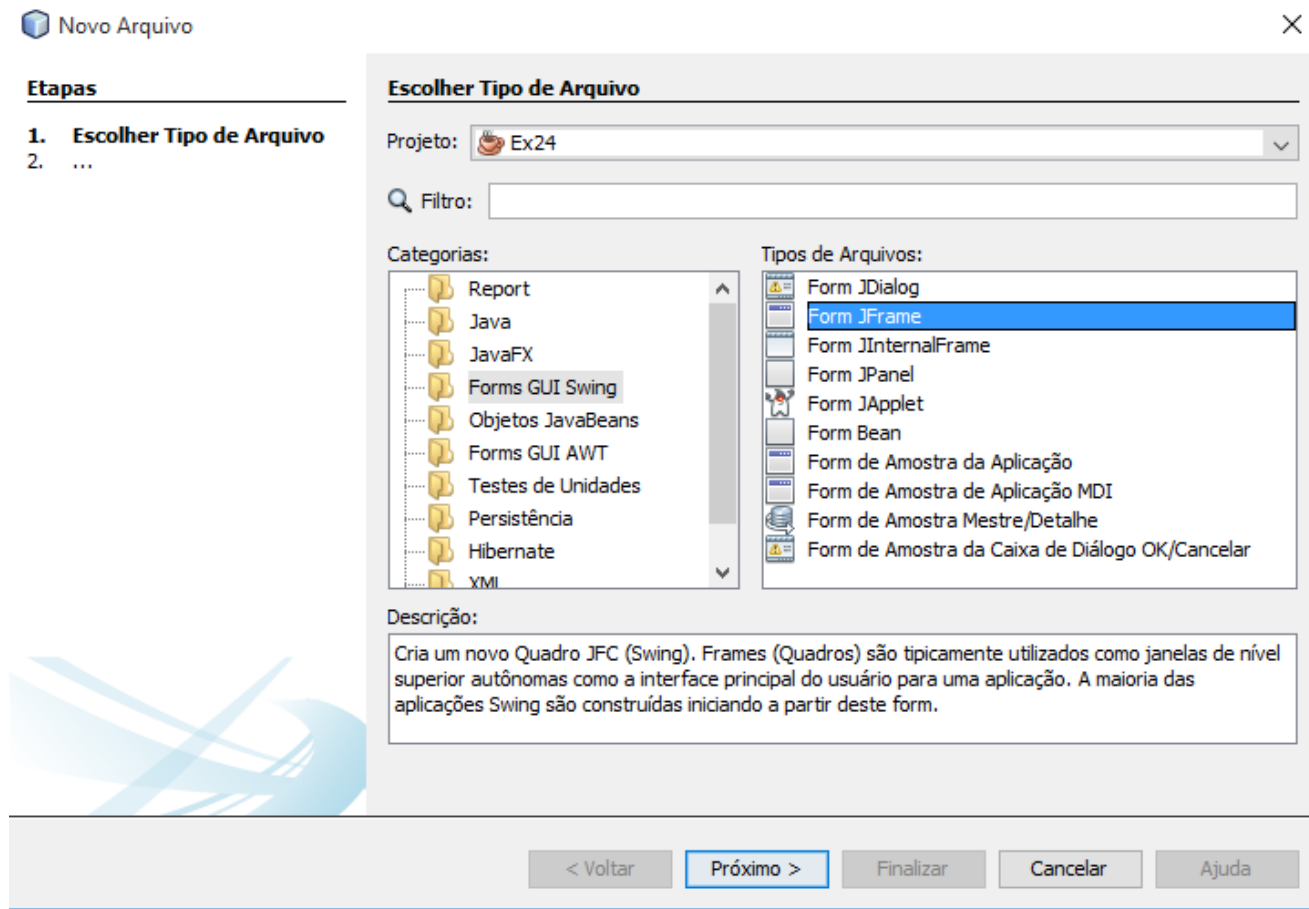 Novo Arquivo
Etapas
1. Escolher Tipo de Arquivo
2. ...
Escolher Tipo de Arquivo
Projeto: Ex24
Filtro:
Categorias:
Report
Java
JavaFX
Forms GUI Swing
Objetos JavaBeans
Forms GUI AWT
Testes de Unidades
Persistência
Hibernate
XML
Tipos de Arquivos:
Form JDialog
Form JFrame
Form JInternalFrame
Form JPanel
Form JApplet
Form Bean
Form de Amostra da Aplicação
Form de Amostra de Aplicação MDI
Form de Amostra Mestre/Detalhe
Form de Amostra da Caixa de Diálogo OK/Cancelar
Descrição:
Cria um novo Quadro JFC (Swing). Frames (Quadros) são tipicamente utilizados como janelas de nível
superior autônomas como a interface principal do usuário para uma aplicação. A maioria das
aplicações Swing são construídas iniciando a partir deste form.
< Voltar
Próximo >
Finalizar
Cancelar
Ajuda